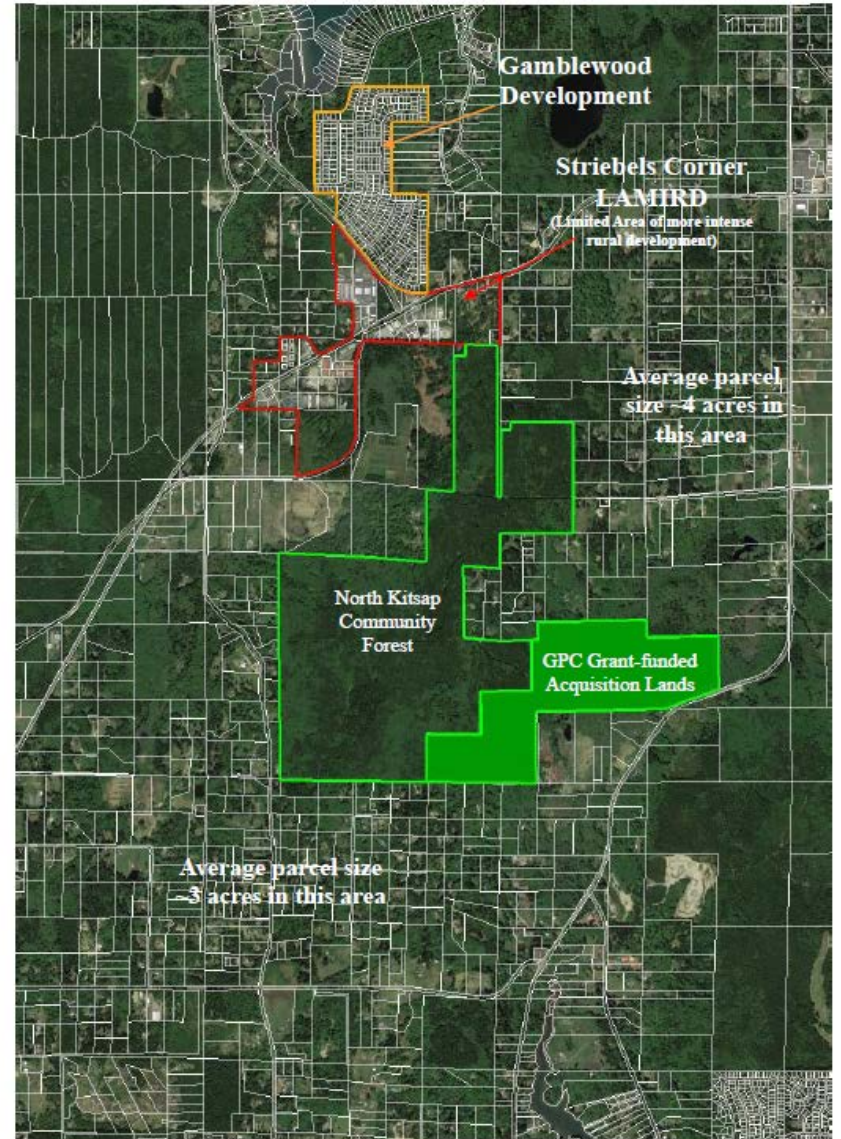 Gamblewood
Development
Striebels Corner
LAMIRD
(Limited Area of more intense
rural development)
Average parcel
size ~4 acres in
this area
North Kitsap
Community
Forest
GPC Grant-funded
Acquisition Lands
Average parcel size
~3 acres in this area